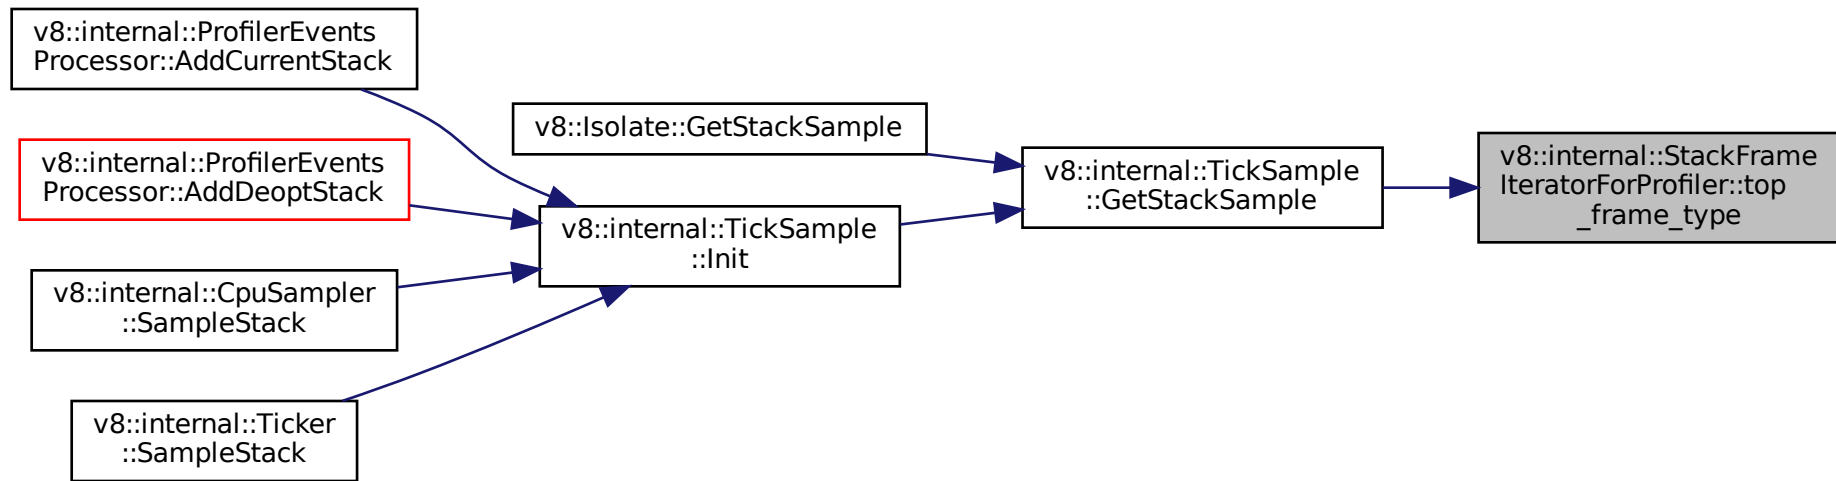 v8::internal::ProfilerEvents
Processor::AddCurrentStack
v8::internal::ProfilerEvents
Processor::AddDeoptStack
v8::internal::CpuSampler
::SampleStack
v8::internal::Ticker
::SampleStack
v8::Isolate::GetStackSample
v8::internal::TickSample
::Init
v8::internal::TickSample
::GetStackSample
v8::internal::StackFrame
IteratorForProfiler::top
_frame_type